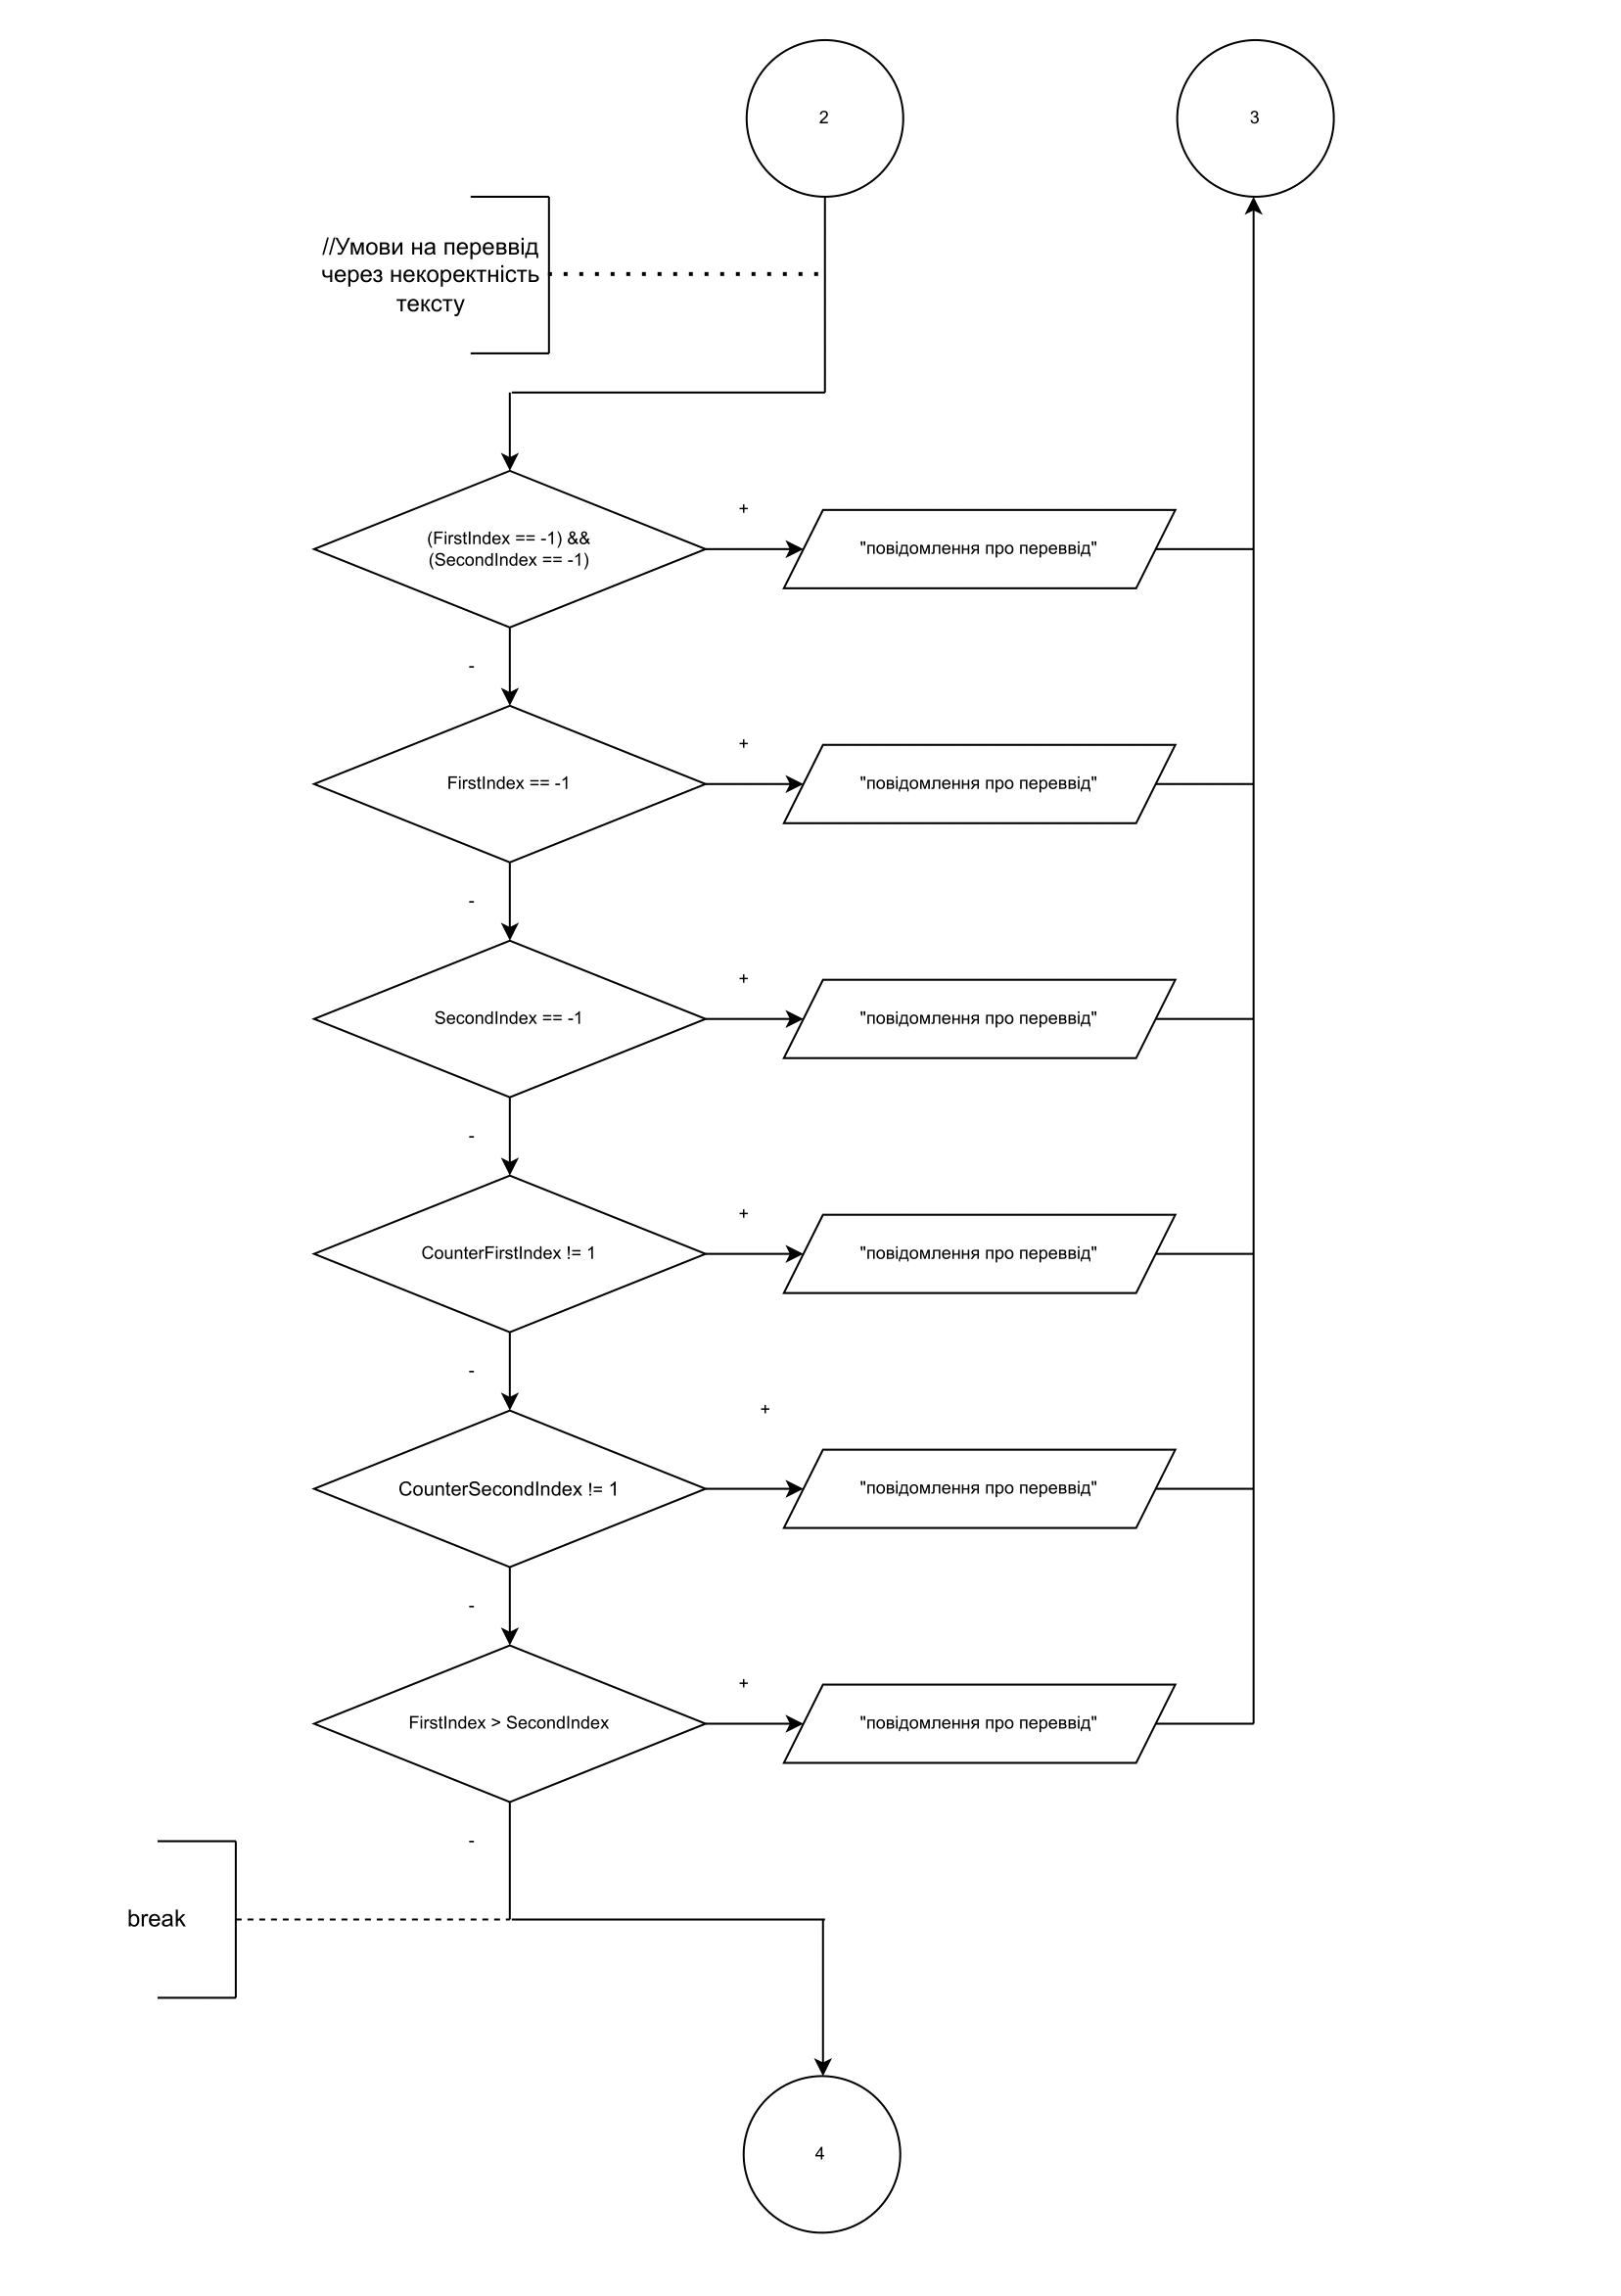 2
3
//Умови на переввід
через некоректність
тексту
(FirstIndex == -1) &&
(SecondIndex == -1)
+
"повідомлення про переввід"
-
FirstIndex == -1
+
"повідомлення про переввід"
-
SecondIndex == -1
+
"повідомлення про переввід"
-
CounterFirstIndex != 1
+
"повідомлення про переввід"
-
CounterSecondIndex != 1
+
"повідомлення про переввід"
-
FirstIndex > SecondIndex
+
"повідомлення про переввід"
-
break
4